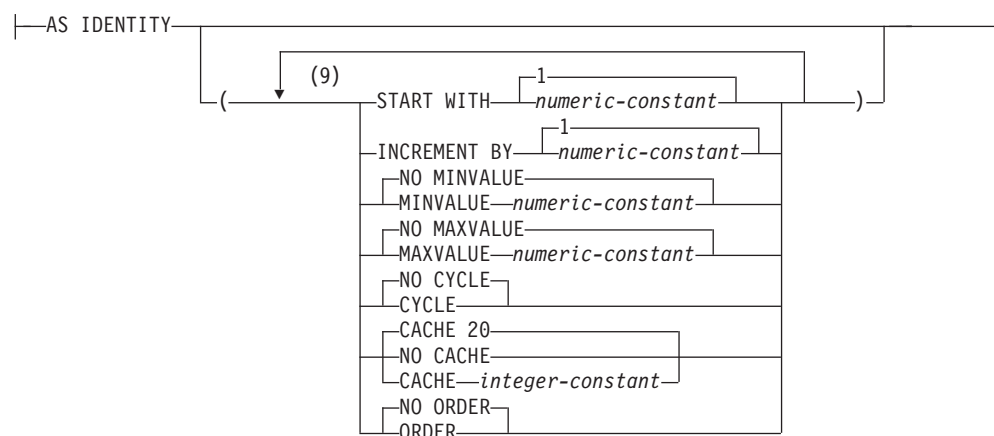 AS IDENTITY
(9)
1
( START WITH numeric-constant )
1
INCREMENT BY numeric-constant
NO MINVALUE
MINVALUE numeric-constant
NO MAXVALUE
MAXVALUE numeric-constant
NO CYCLE
CYCLE
CACHE 20
NO CACHE
CACHE integer-constant
NO ORDER
ORDER